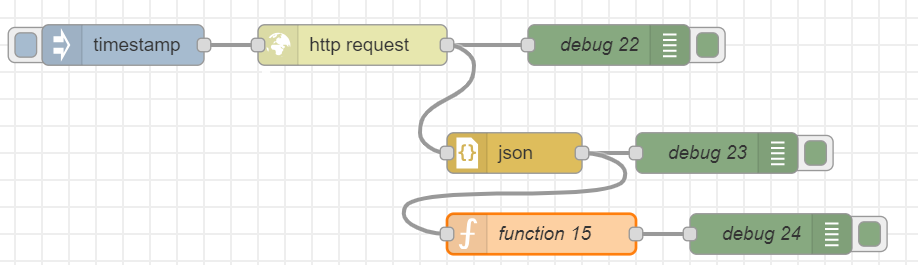 timestamp
http request
debug 22
{} json
debug 23
f function 15
debug 24